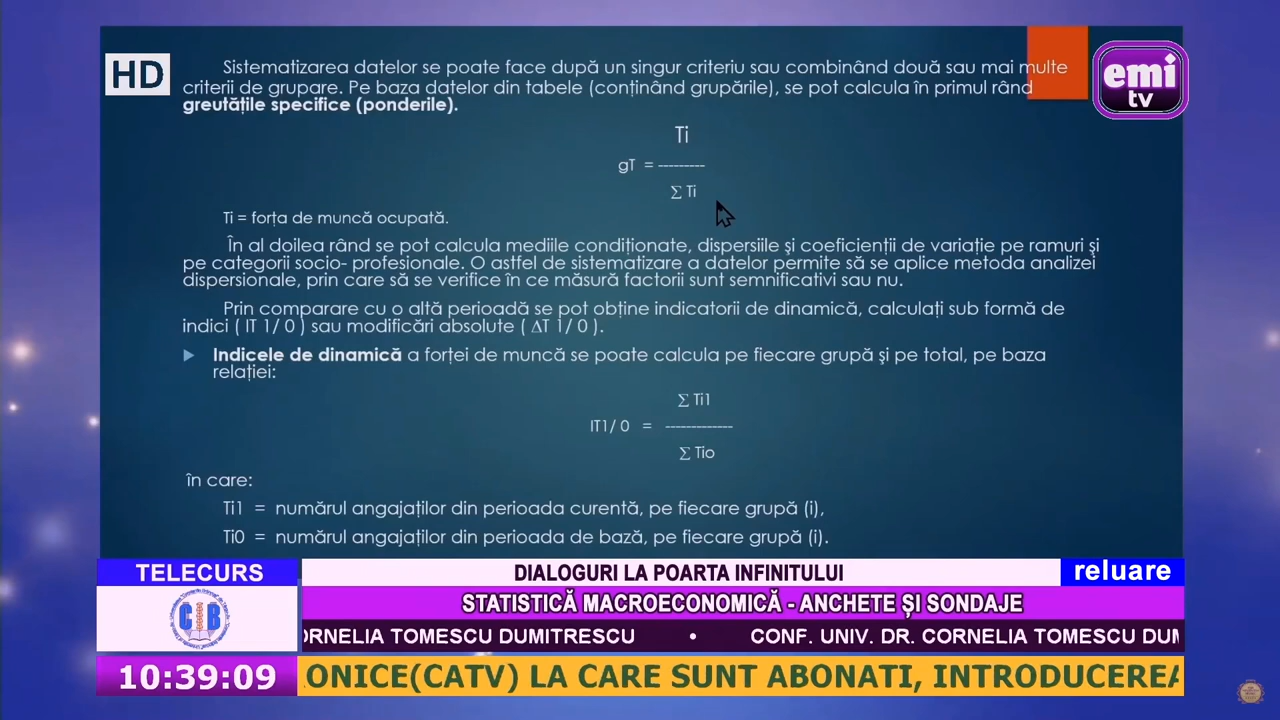 HD
emi
tv
Sistematizarea datelor se poate face după un singur criteriu sau combinând două sau mai multe
criterii de grupare. Pe baza datelor din tabele (conținând grupările), se pot calcula în primul rând
greutățile specifice (ponderile).
Ti
gT = ---------
∑ Ti
Ti = forța de muncă ocupată.
În al doilea rând se pot calcula mediile condiționate, dispersiile şi coeficienții de variație pe ramuri şi
pe categorii socio- profesionale. O astfel de sistematizare a datelor permite să se aplice metoda analizei
dispersionale, prin care să se verifice în ce măsură factorii sunt semnificativi sau nu.
Prin comparare cu o altă perioadă se pot obține indicatorii de dinamică, calculați sub formă de
indici ( IT 1/ 0 ) sau modificări absolute ( ∆T 1/ 0 ).
Indicele de dinamică a forței de muncă se poate calcula pe fiecare grupă şi pe total, pe baza
relației:
∑ Ti1
IT1/ 0 = -------------
∑ Tio
în care:
Ti1 = numărul angajaților din perioada curentă, pe fiecare grupă (i),
Ti0 = numărul angajaților din perioada de bază, pe fiecare grupă (i).
TELECURS
DIALOGURI LA POARTA INFINITULUI
reluare
CIB
STATISTICĂ MACROECONOMICĂ - ANCHETE ȘI SONDAJE
ORNELIA TOMESCU DUMITRESCU • CONF. UNIV. DR. CORNELIA TOMESCU DUM
10:39:09
ONICE(CATV) LA CARE SUNT ABONATI, INTRODUCEREA